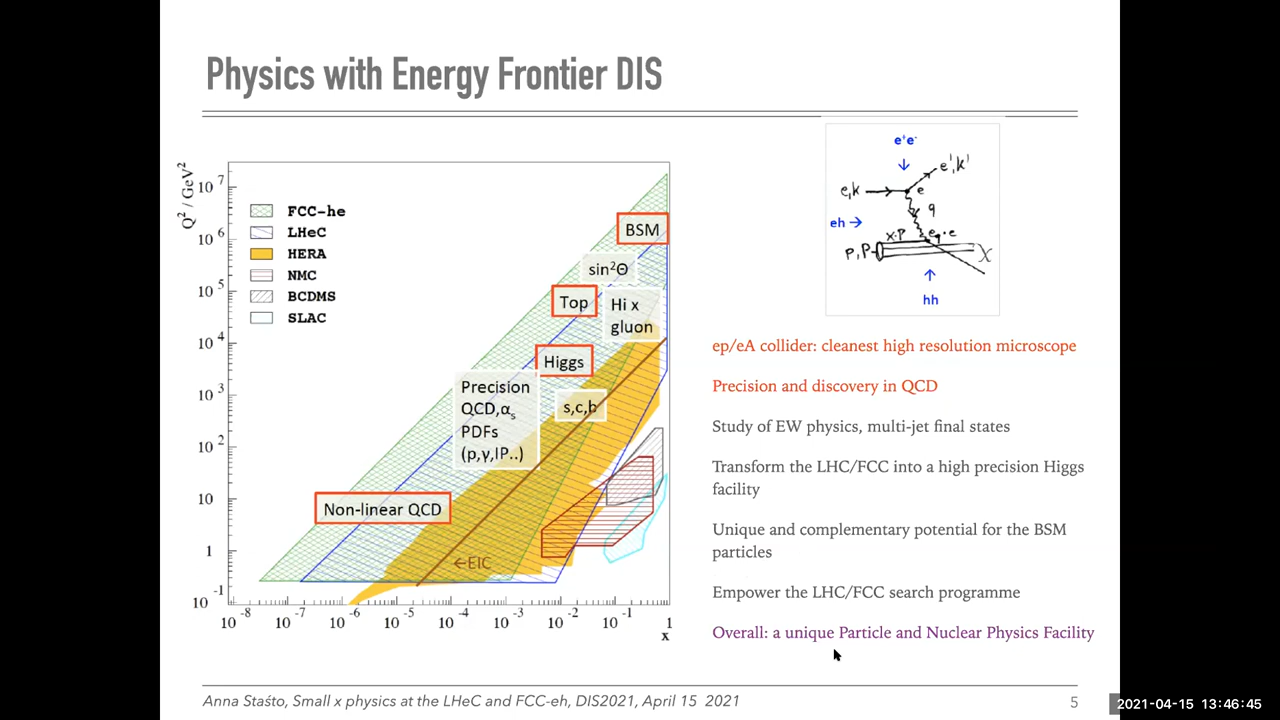 Physics with Energy Frontier DIS
Q² / GeV²
10⁷
10⁶
10⁵
10⁴
10³
10²
10
1
10⁻¹
FCC-he
LHeC
HERA
NMC
BCDMS
SLAC
BSM
sin²Θ
Top
Hi x
gluon
Higgs
Precision
QCD,αₛ
PDFs
(p,γ,IP..)
s,c,b
Non-linear QCD
←EIC
10⁻⁸ 10⁻⁷ 10⁻⁶ 10⁻⁵ 10⁻⁴ 10⁻³ 10⁻² 10⁻¹ 1
x
e⁺e⁻
↓
e',k'
e,k
e
q
eh →
x·P
eq·e
p,P
X
↑
hh
ep/eA collider: cleanest high resolution microscope
Precision and discovery in QCD
Study of EW physics, multi-jet final states
Transform the LHC/FCC into a high precision Higgs
facility
Unique and complementary potential for the BSM
particles
Empower the LHC/FCC search programme
Overall: a unique Particle and Nuclear Physics Facility
Anna Staśto, Small x physics at the LHeC and FCC-eh, DIS2021, April 15 2021
5
2021-04-15 13:46:45